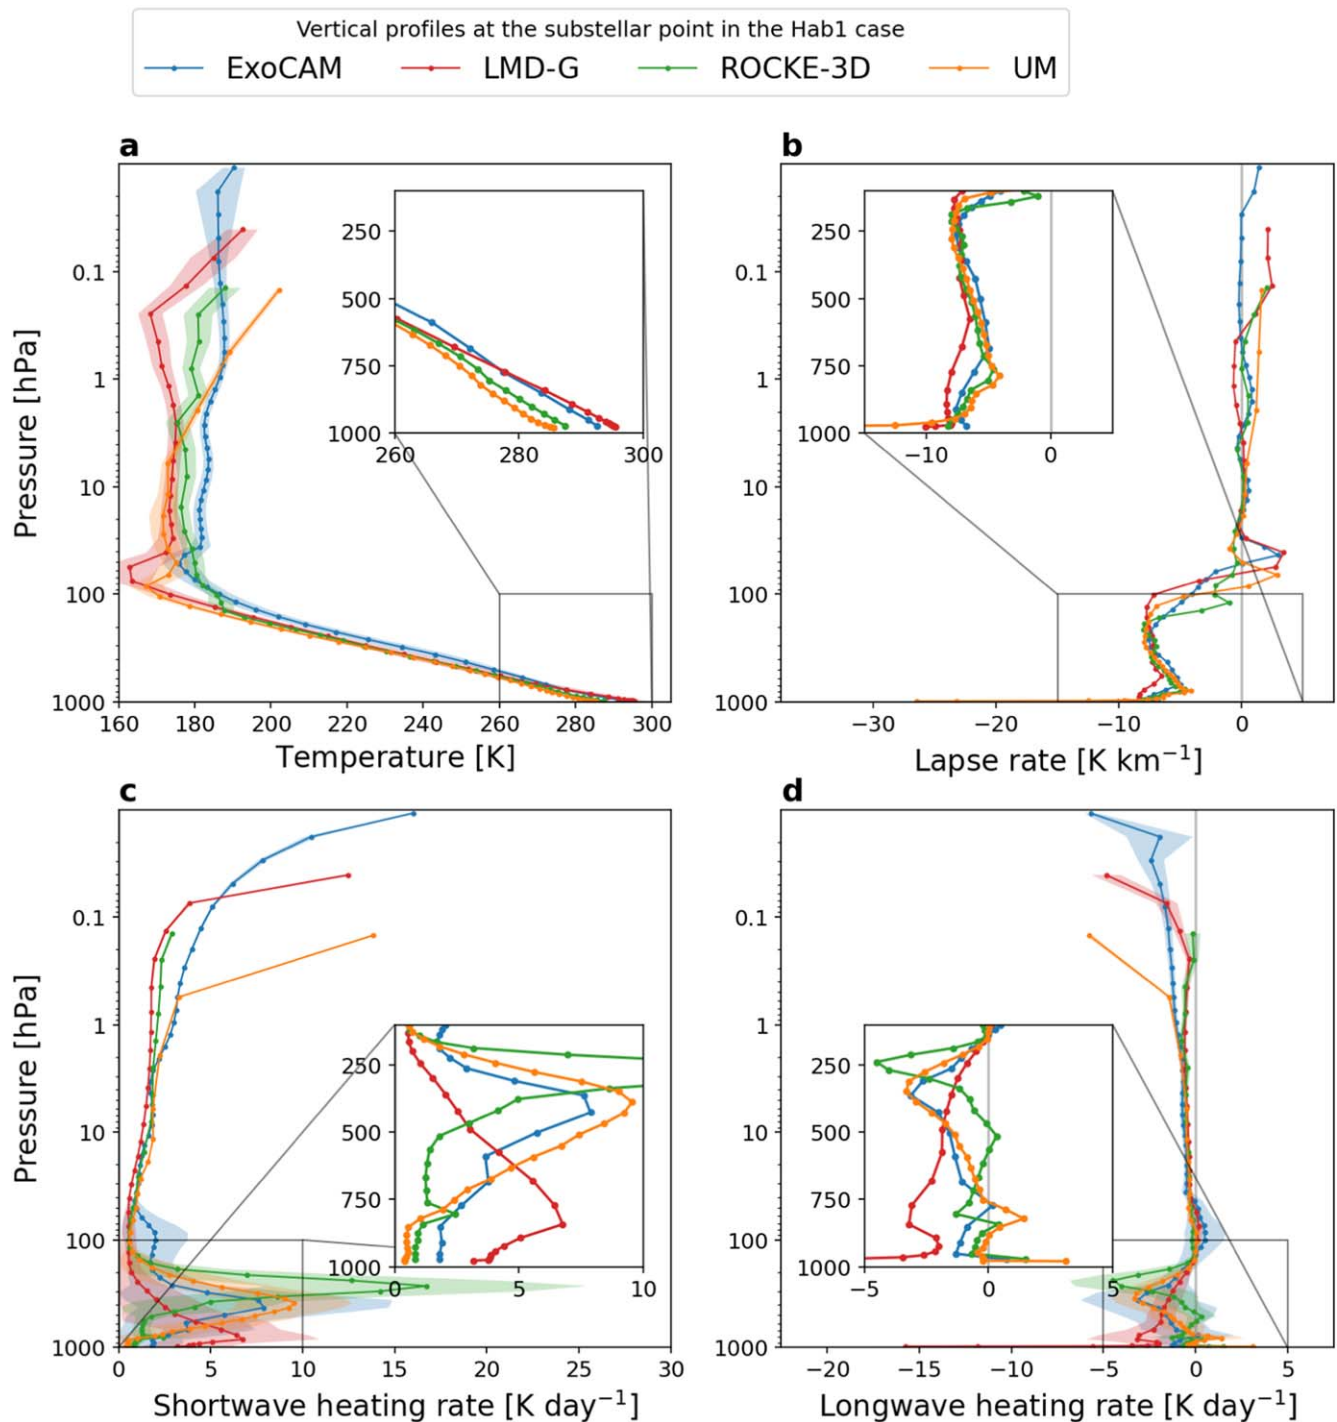 Vertical profiles at the substellar point in the Hab1 case
ExoCAM LMD-G ROCKE-3D UM
a
b
Pressure [hPa]
0.1
1
10
100
1000
160 180 200 220 240 260 280 300
Temperature [K]
250
500
750
1000
260 280 300
0.1
1
10
100
1000
−30 −20 −10 0
Lapse rate [K km−1]
250
500
750
1000
−10 0
c
d
Pressure [hPa]
0.1
1
10
100
1000
0 5 10 15 20 25 30
Shortwave heating rate [K day−1]
250
500
750
1000
0 5 10
0.1
1
10
100
1000
−20 −15 −10 −5 0 5
Longwave heating rate [K day−1]
250
500
750
1000
−5 0 5